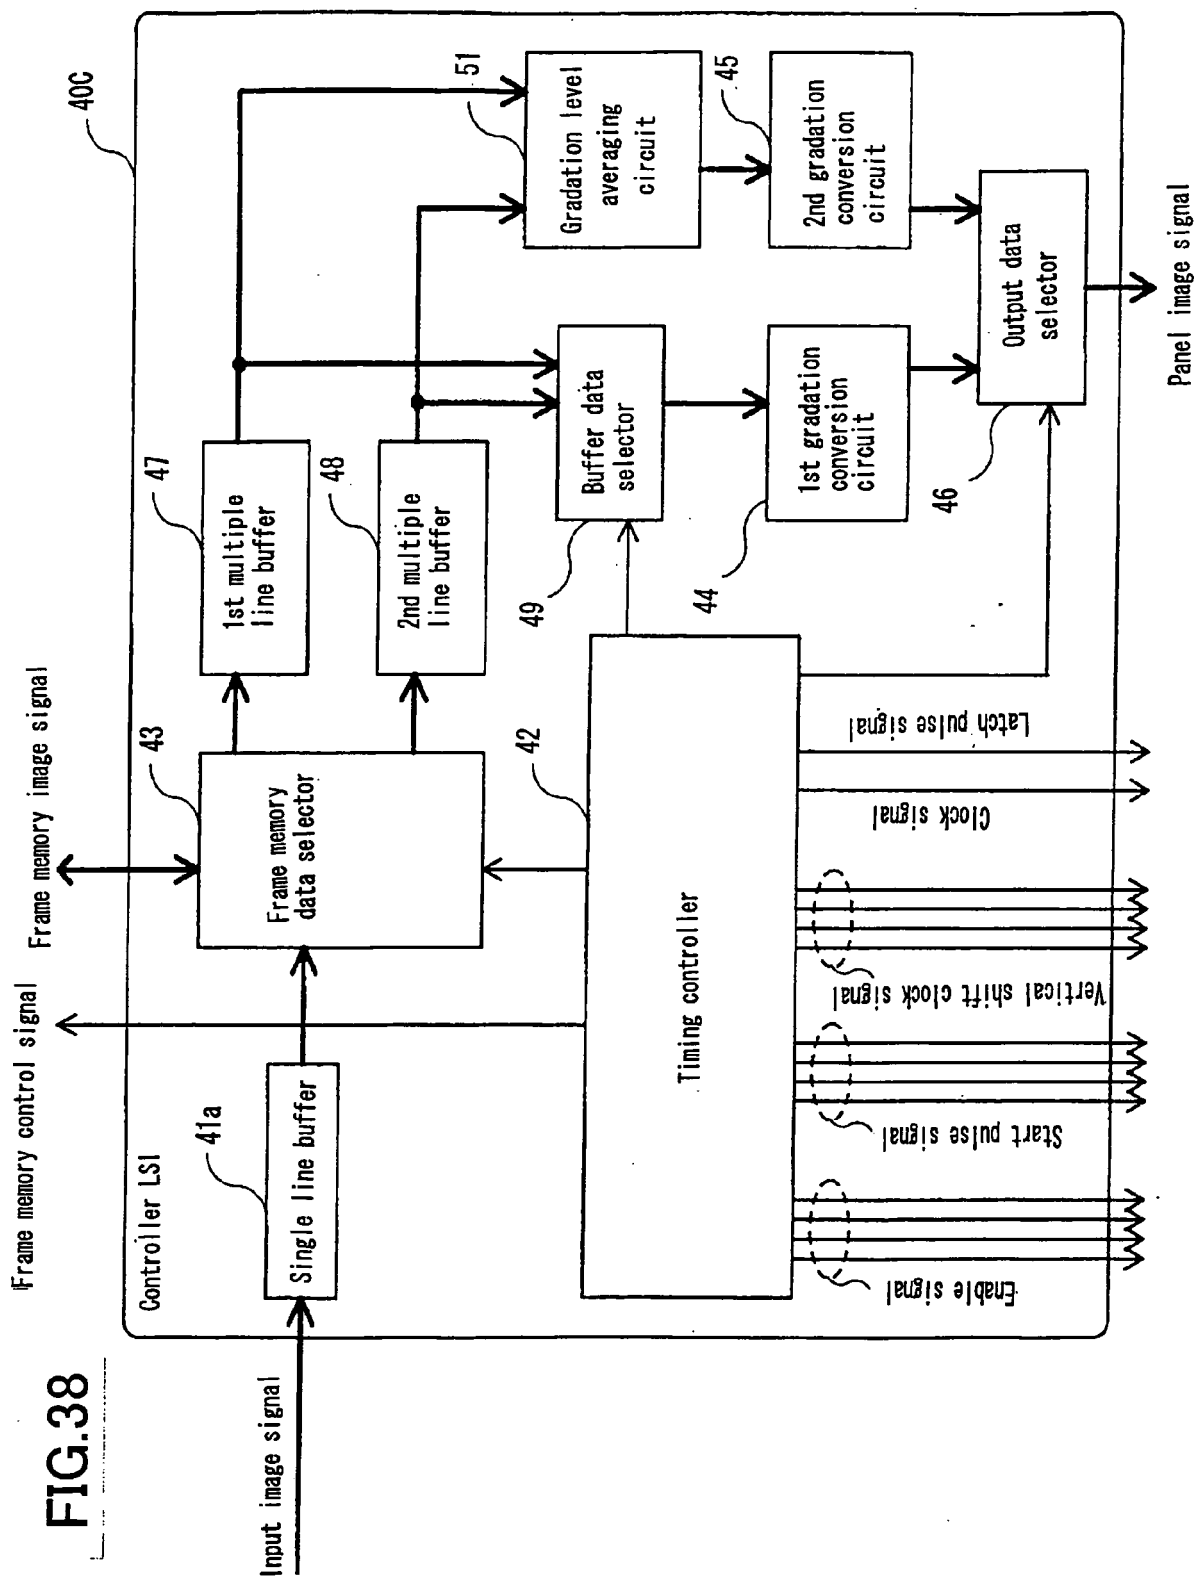 FIG.38
40C
Controller LSI
Input image signal
Frame memory control signal
Frame memory image signal
41a
Single line buffer
43
Frame memory
data selector
47
1st multiple
line buffer
48
2nd multiple
line buffer
42
Timing controller
49
Buffer data
selector
51
Gradation level
averaging
circuit
44
1st gradation
conversion
circuit
45
2nd gradation
conversion
circuit
46
Output data
selector
Enable signal
Start pulse signal
Vertical shift clock signal
Clock signal
Latch pulse signal
Panel image signal